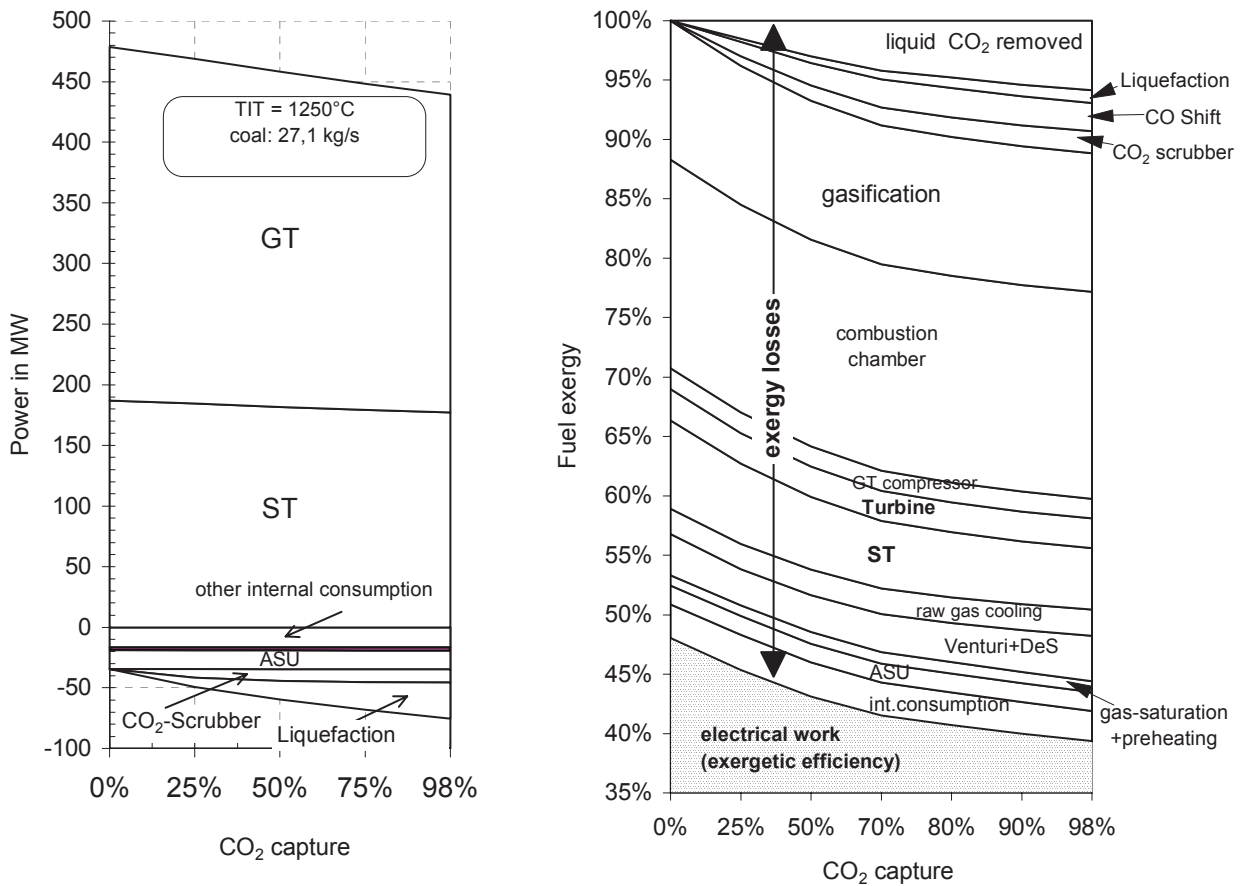 500
450
400
350
300
250
200
150
100
50
0
-50
-100
Power in MW
TIT = 1250°C
coal: 27,1 kg/s
GT
ST
other internal consumption
ASU
CO₂-Scrubber
Liquefaction
0%
25%
50%
75%
98%
CO₂ capture
100%
95%
90%
85%
80%
75%
70%
65%
60%
55%
50%
45%
40%
35%
Fuel exergy
liquid CO₂ removed
Liquefaction
CO Shift
CO₂ scrubber
gasification
combustion
chamber
exergy losses
GT compressor
Turbine
ST
raw gas cooling
Venturi+DeS
ASU
int.consumption
gas-saturation
+preheating
electrical work
(exergetic efficiency)
0%
25%
50%
70%
80%
90%
98%
CO₂ capture